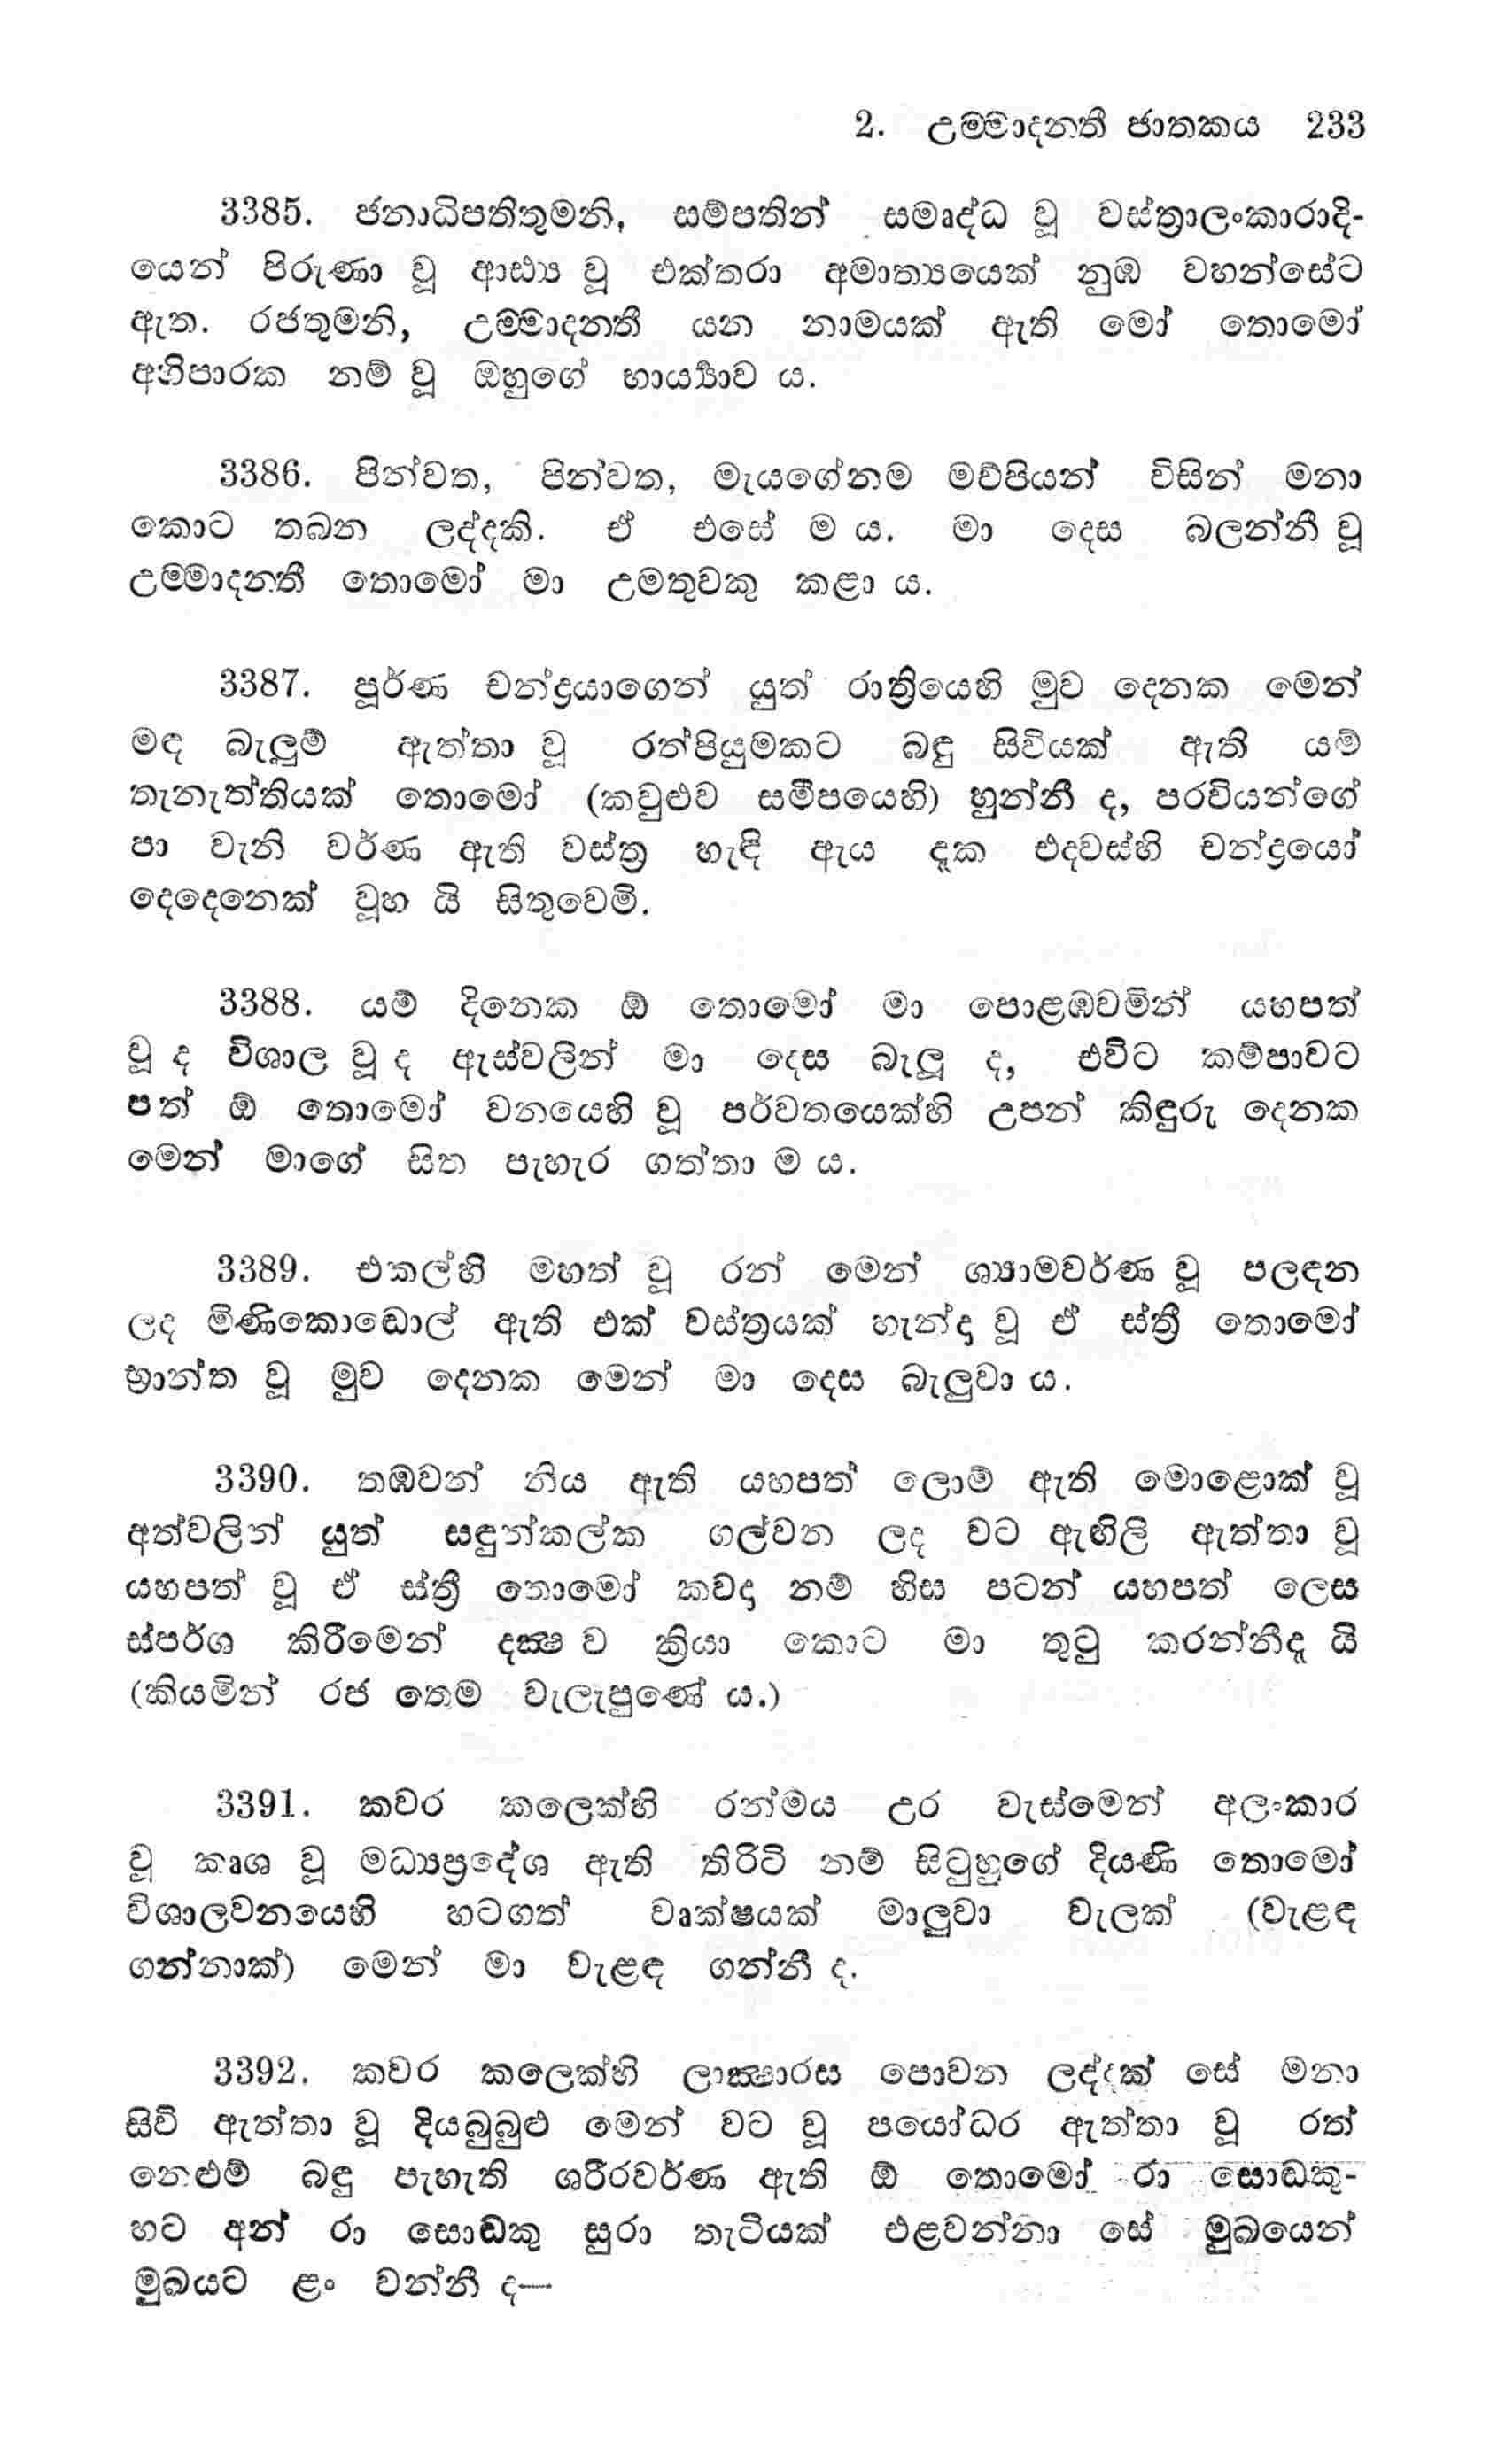 2. උම්මාදනතී ජාතකය 233
3385. ජනාධිපතිතුමනි, සම්පතින් සමෘද්ධ වූ වස්ත්‍රාලංකාරාදි-
යෙන් පිරුණා වූ ආඪ්‍ය වූ එක්තරා අමාත්‍යයෙක් නුඹ වහන්සේට
ඇත. රජතුමනි, උම්මාදනතී යන නාමයක් ඇති මෝ තොමෝ
අභිපාරක නම් වූ ඔහුගේ භාර්‍ය්‍යාව ය.
3386. පින්වත, පින්වත, මැයගේනම මව්පියන් විසින් මනා
කොට තබන ලද්දකි. ඒ එසේ ම ය. මා දෙස බලන්නී වූ
උම්මාදනතී තොමෝ මා උමතුවකු කළා ය.
3387. පූර්ණ චන්ද්‍රයාගෙන් යුත් රාත්‍රියෙහි මුව දෙනක මෙන්
මඳ බැලුම් ඇත්තා වූ රත්පියුමකට බඳු සිවියක් ඇති යම්
තැනැත්තියක් තොමෝ (කවුළුව සමීපයෙහි) හුන්නී ද, පරවියන්ගේ
පා වැනි වර්ණ ඇති වස්ත්‍ර හැඳි ඇය දැක එදවස්හි චන්ද්‍රයෝ
දෙදෙනෙක් වූහ යි සිතුවෙමි.
3388. යම් දිනෙක ඕ තොමෝ මා පොළඹවමින් යහපත්
වූ ද විශාල වූ ද ඇස්වලින් මා දෙස බැලූ ද, එවිට කම්පාවට
පත් ඕ තොමෝ වනයෙහි වූ පර්වතයෙක්හි උපන් කිඳුරු දෙනක
මෙන් මාගේ සිත පැහැර ගත්තා ම ය.
3389. එකල්හි මහත් වූ රන් මෙන් ශ්‍යාමවර්ණ වූ පලඳන
ලද මිණිකොඩොල් ඇති එක් වස්ත්‍රයක් හැන්දා වූ ඒ ස්ත්‍රී තොමෝ
භ්‍රාන්ත වූ මුව දෙනක මෙන් මා දෙස බැලුවා ය.
3390. තඹවන් නිය ඇති යහපත් ලොම් ඇති මොළොක් වූ
අත්වලින් යුත් සඳුන්කල්ක ගල්වන ලද වට ඇඟිලි ඇත්තා වූ
යහපත් වූ ඒ ස්ත්‍රී තොමෝ කවදා නම් හිස පටන් යහපත් ලෙස
ස්පර්ශ කිරීමෙන් දක්‍ෂ ව ක්‍රියා කොට මා තුටු කරන්නීදැ යි
(කියමින් රජ තෙම වැලැපුණේ ය.)
3391. කවර කලෙක්හි රන්මය උර වැස්මෙන් අලංකාර
වූ කෘශ වූ මධ්‍යප්‍රදේශ ඇති තිරිටි නම් සිටුහුගේ දියණි තොමෝ
විශාලවනයෙහි හටගත් වෘක්ෂයක් මාලුවා වැලක් (වැළඳ
ගන්නාක්) මෙන් මා වැළඳ ගන්නී ද.
3392. කවර කලෙක්හි ලාක්‍ෂාරස පොවන ලද්දක් සේ මනා
සිවි ඇත්තා වූ දියබුබුළු මෙන් වට වූ පයෝධර ඇත්තා වූ රත්
නෙළුම් බඳු පැහැති ශරීරවර්ණ ඇති ඕ තොමෝ රා සොඬකු-
හට අන් රා සොඬකු සුරා තැටියක් එළවන්නා සේ මුඛයෙන්
මුඛයට ළං වන්නී ද—